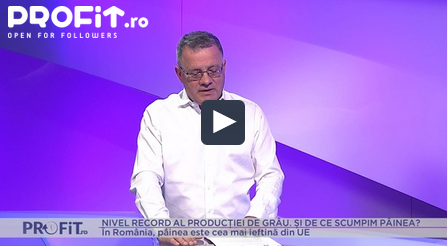 PROFIT.ro
OPEN FOR FOLLOWERS
PROFIT.ro
NIVEL RECORD AL PRODUCȚIEI DE GRÂU. ȘI DE CE SCUMPIM PÂINEA?
În România, pâinea este cea mai ieftină din UE